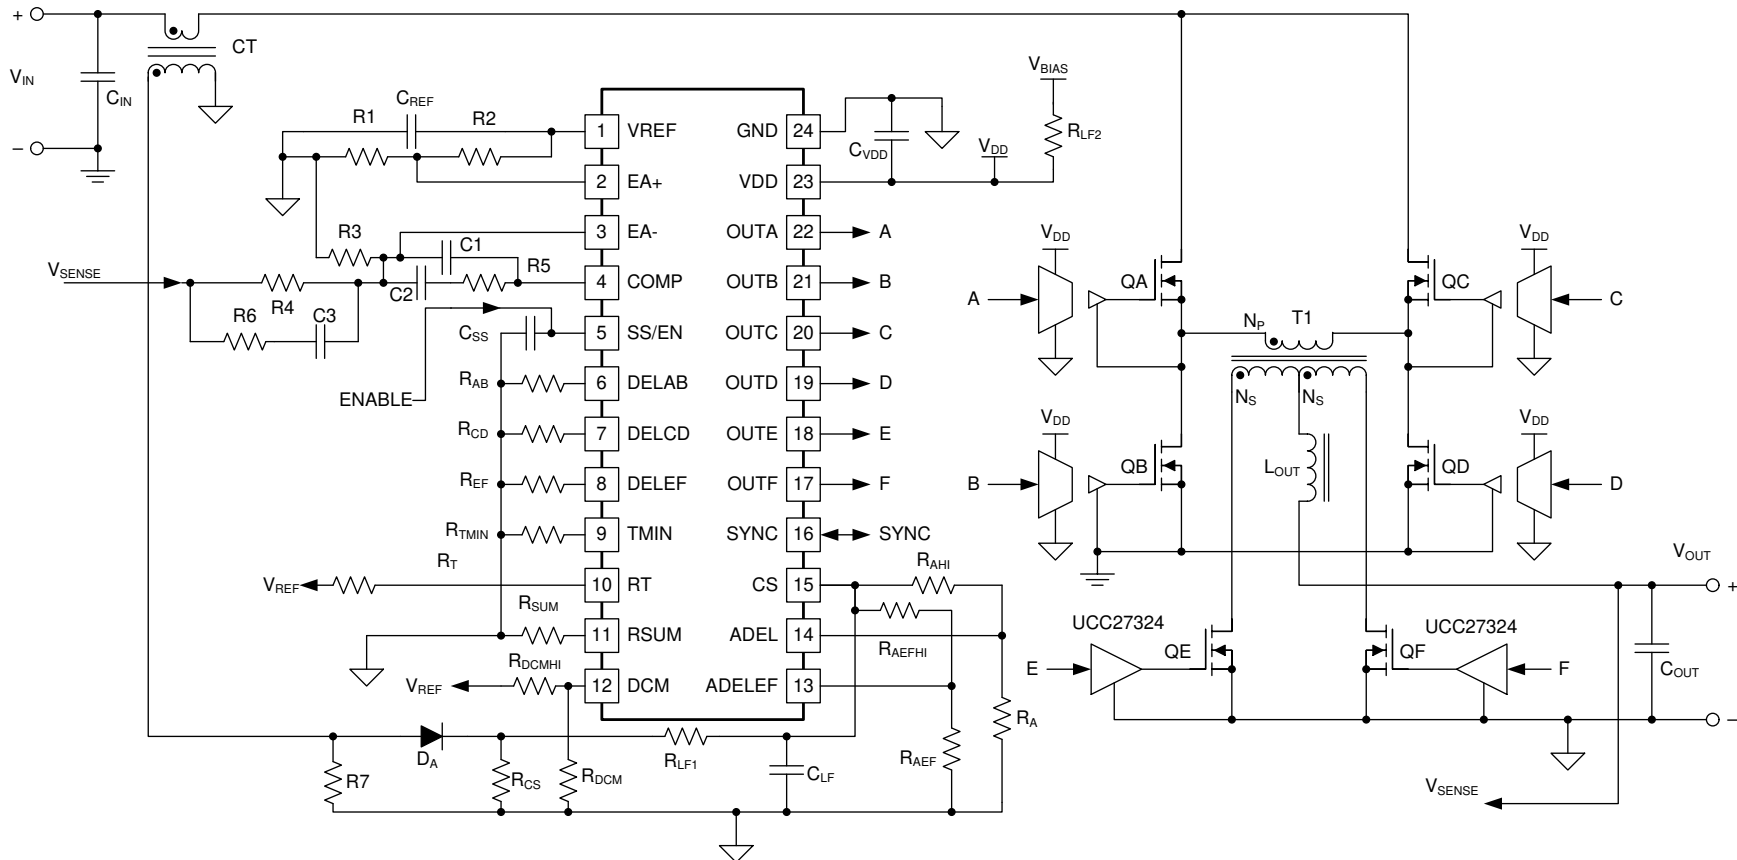 +
CT
V_IN
C_IN
−
C_REF
R1
R2
1 VREF
2 EA+
3 EA-
4 COMP
5 SS/EN
6 DELAB
7 DELCD
8 DELEF
9 TMIN
10 RT
11 RSUM
12 DCM
GND 24
VDD 23
OUTA 22
OUTB 21
OUTC 20
OUTD 19
OUTE 18
OUTF 17
SYNC 16
CS 15
ADEL 14
ADELEF 13
R3
C1
V_SENSE
R4
C2
R5
R6
C3
C_SS
ENABLE
R_AB
R_CD
R_EF
R_TMIN
R_T
V_REF
R_SUM
R_DCMHI
V_REF
D_A
R7
R_CS
R_DCM
R_LF1
C_LF
R_AEF
R_A
R_AHI
R_AEFHI
A
B
C
D
E
F
SYNC
C_VDD
V_DD
V_BIAS
R_LF2
V_DD
A
QA
V_DD
QC
C
N_P
T1
N_S
N_S
V_DD
B
QB
L_OUT
V_DD
QD
D
UCC27324
E
QE
UCC27324
QF
F
V_OUT
+
C_OUT
−
V_SENSE